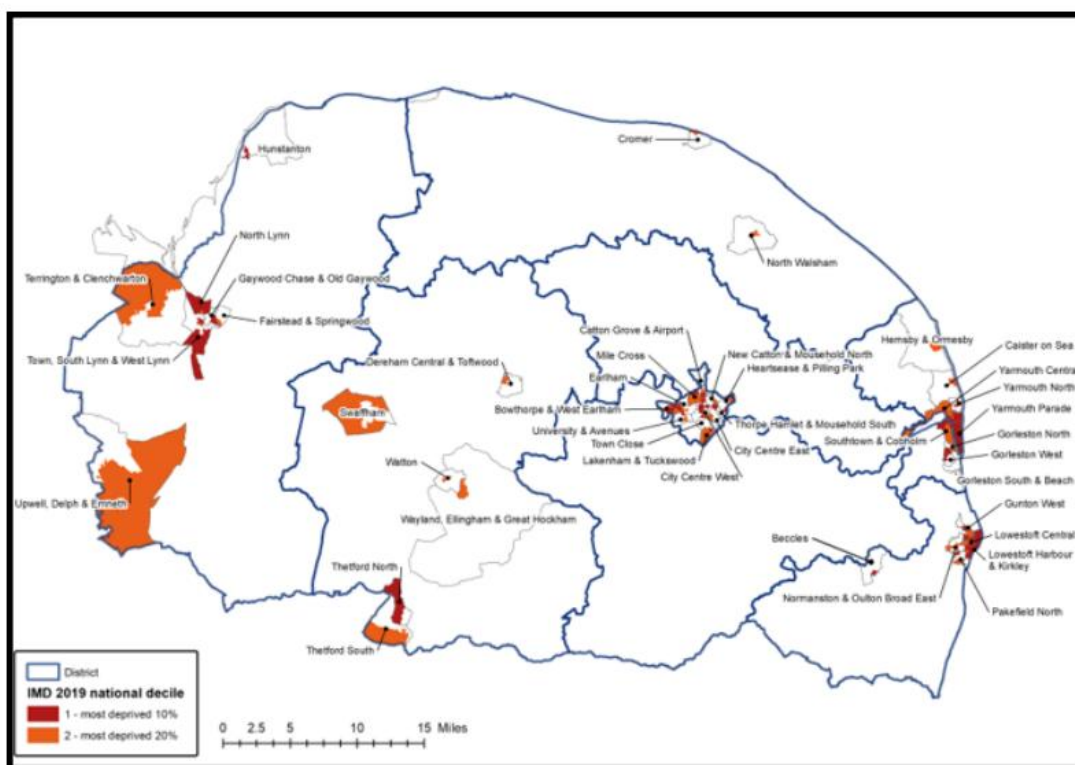 Cromer
Hunstanton
North Lynn
North Walsham
Terrington & Clenchwarton
Gaywood Chase & Old Gaywood
Fairstead & Springwood
Catton Grove & Airport
Hemsby & Ormesby
Town, South Lynn & West Lynn
Mile Cross
New Catton & Mousehold North
Caister on Sea
Dereham Central & Toftwood
Earlham
Heartsease & Pilling Park
Yarmouth Central
Yarmouth North
Swaffham
Bowthorpe & West Earlham
Yarmouth Parade
University & Avenues
Thorpe Hamlet & Mousehold South
Southtown & Cobholm
Gorleston North
Town Close
City Centre East
Gorleston West
Watton
Lakenham & Tuckswood
City Centre West
Gorleston South & Beach
Upwell, Delph & Emneth
Wayland, Ellingham & Great Hockham
Gunton West
Lowestoft Central
Beccles
Lowestoft Harbour
& Kirkley
Thetford North
Normanston & Oulton Broad East
Pakefield North
Thetford South
District
IMD 2019 national decile
1 - most deprived 10%
2 - most deprived 20%
0 2.5 5 10 15 Miles